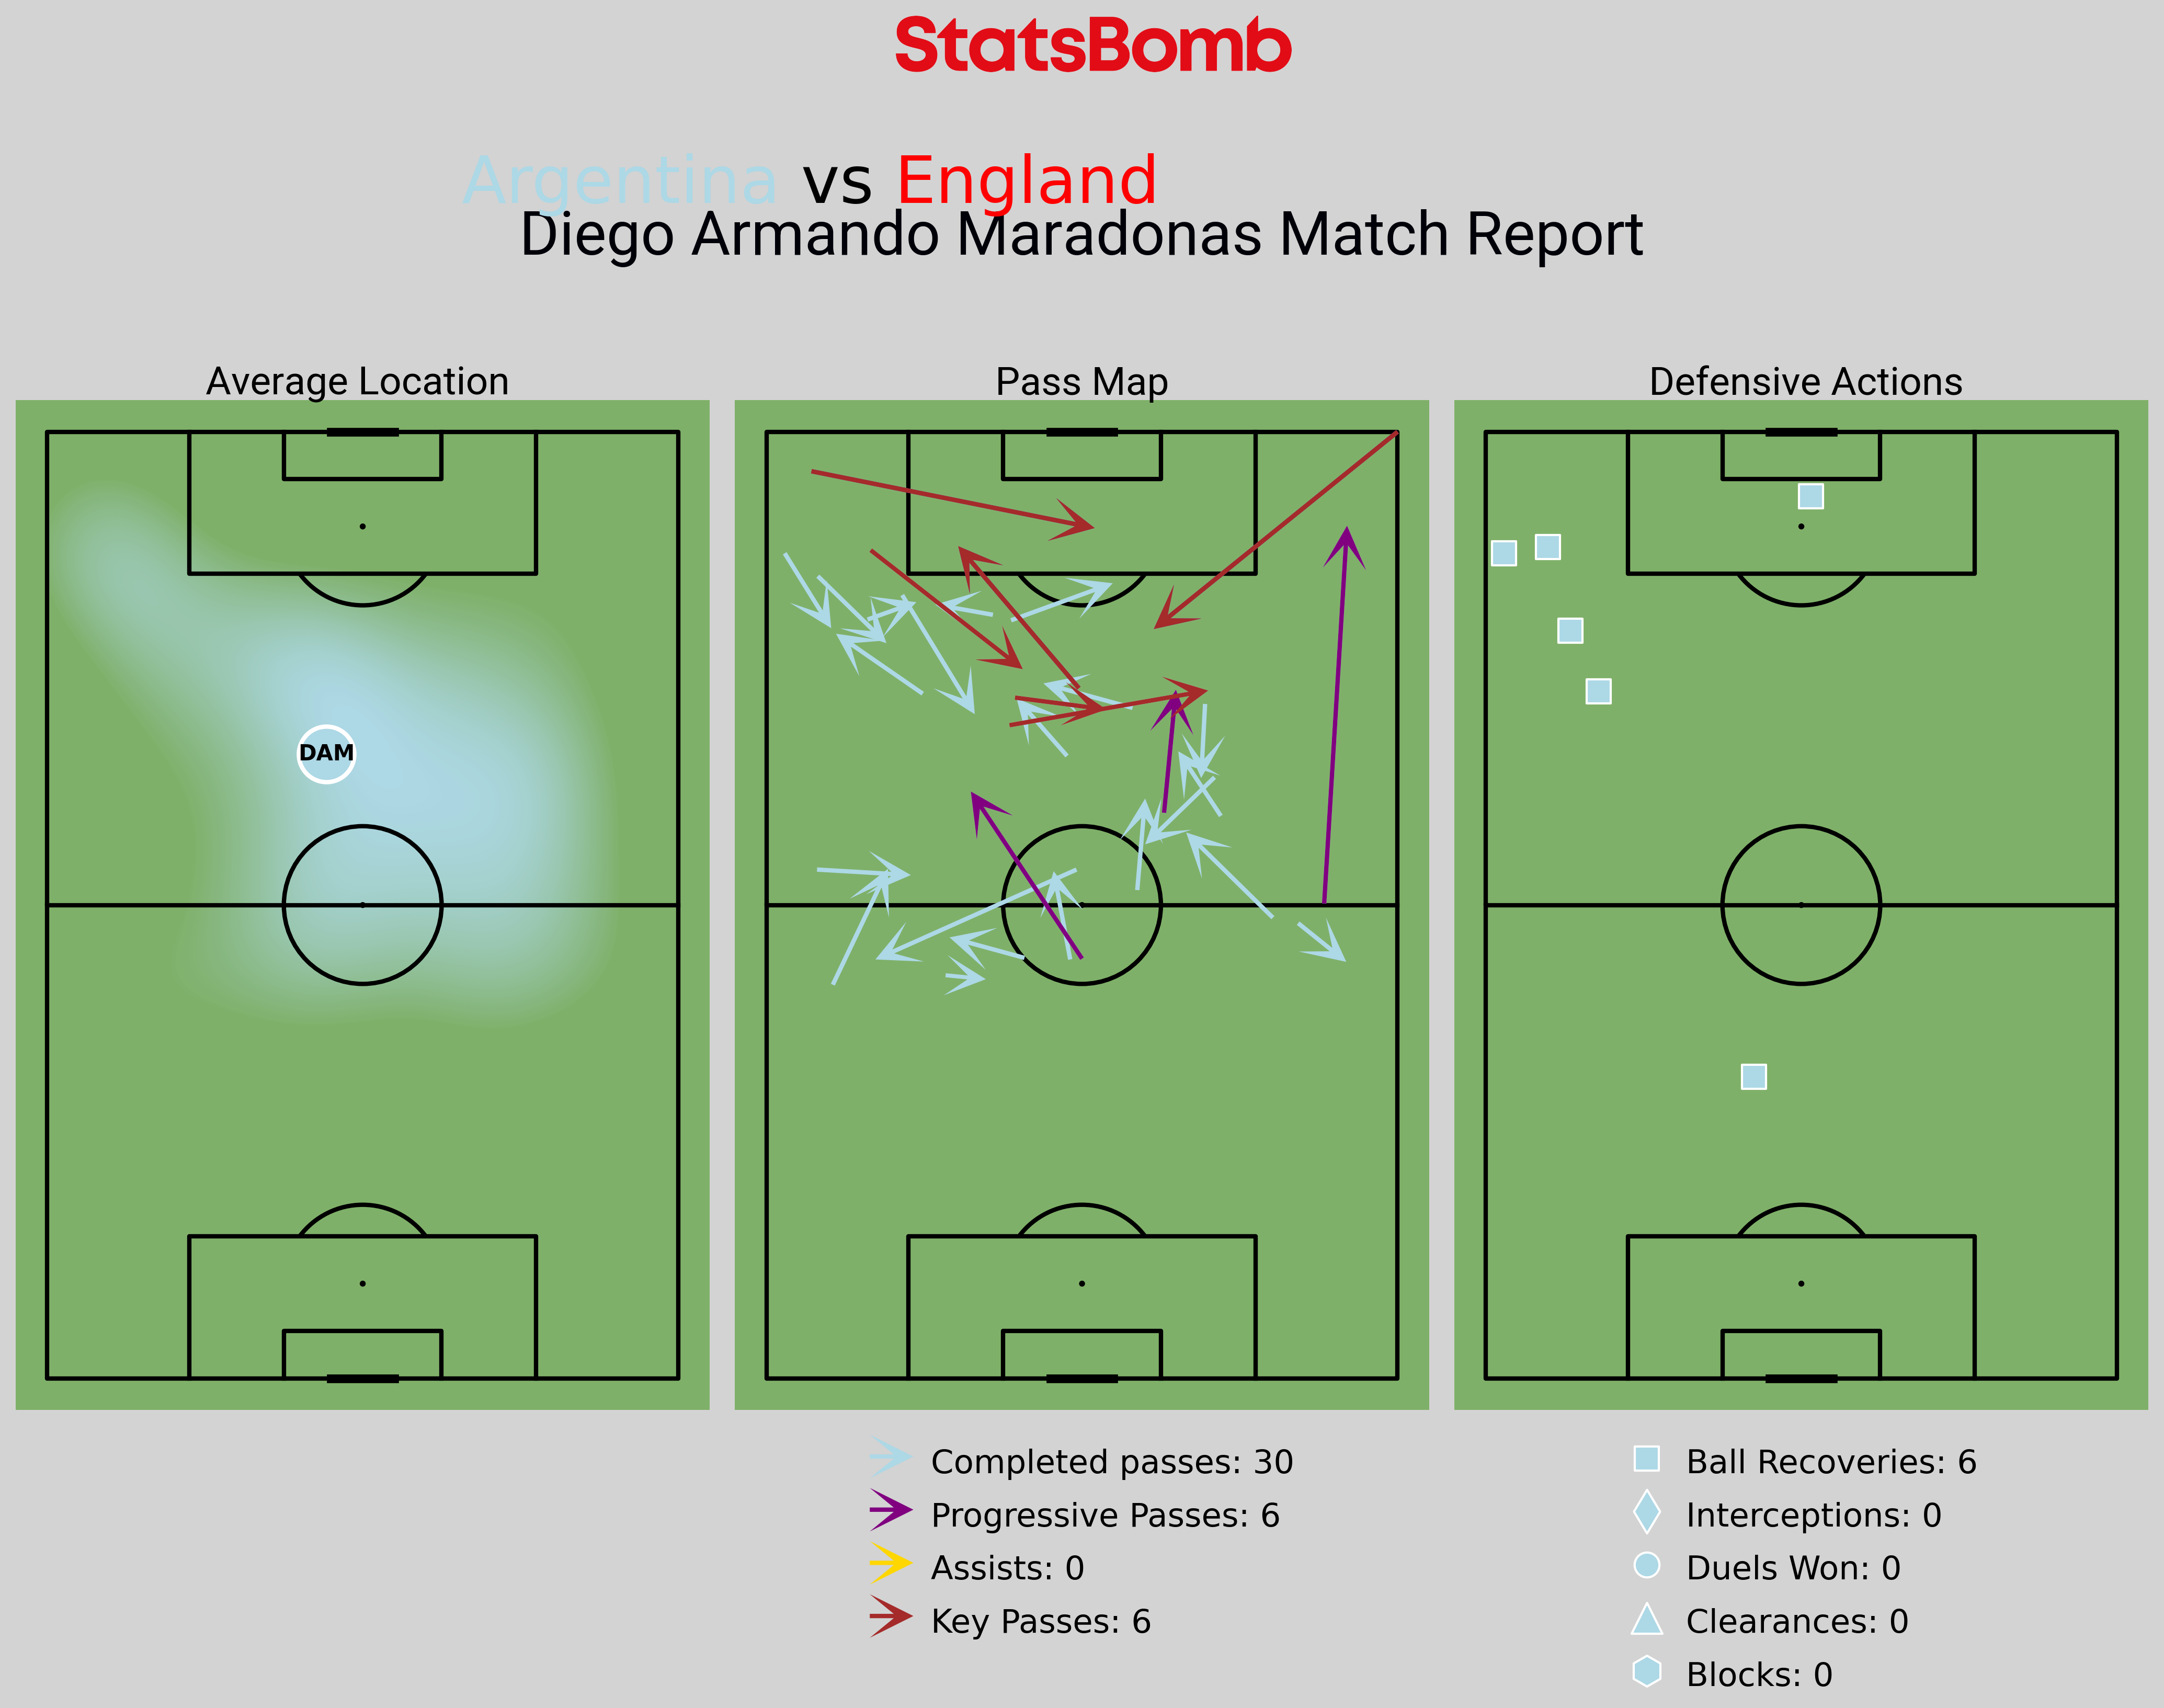 StatsBomb
Argentina vs England
Diego Armando Maradonas Match Report
Average Location
Pass Map
Defensive Actions
DAM
Completed passes: 30
Progressive Passes: 6
Assists: 0
Key Passes: 6
Ball Recoveries: 6
Interceptions: 0
Duels Won: 0
Clearances: 0
Blocks: 0